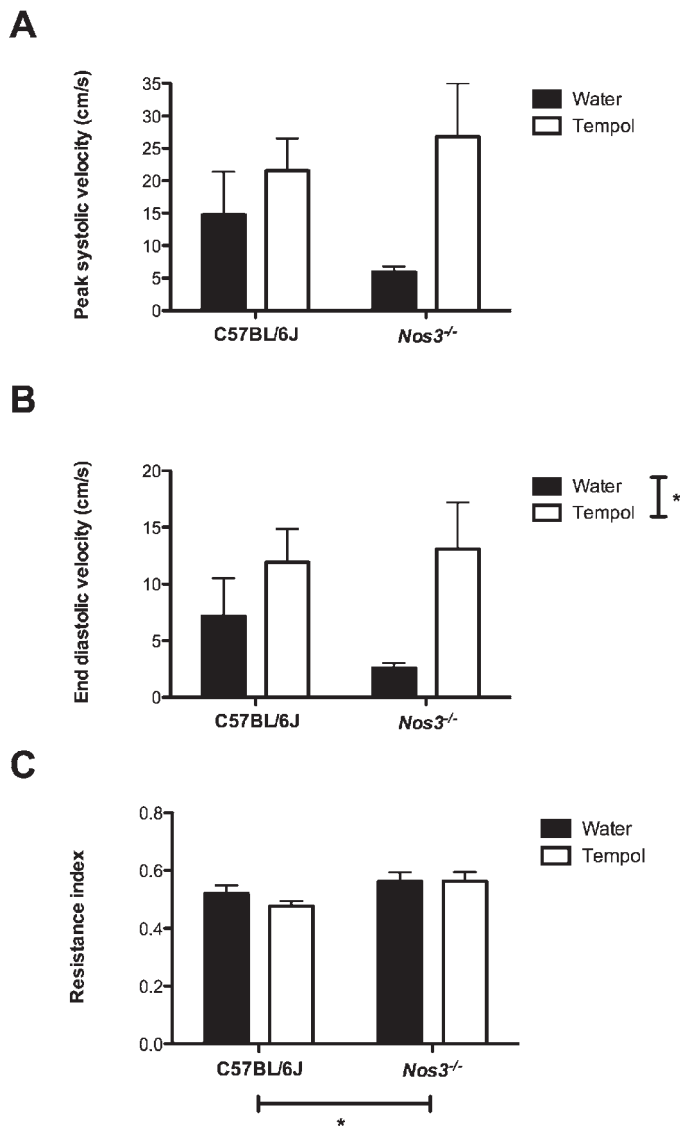 A
Peak systolic velocity (cm/s)
35
30
25
20
15
10
5
0
C57BL/6J
Nos3-/-
Water
Tempol
B
End diastolic velocity (cm/s)
20
15
10
5
0
C57BL/6J
Nos3-/-
Water
Tempol
*
C
Resistance index
0.8
0.6
0.4
0.2
0.0
C57BL/6J
Nos3-/-
Water
Tempol
*